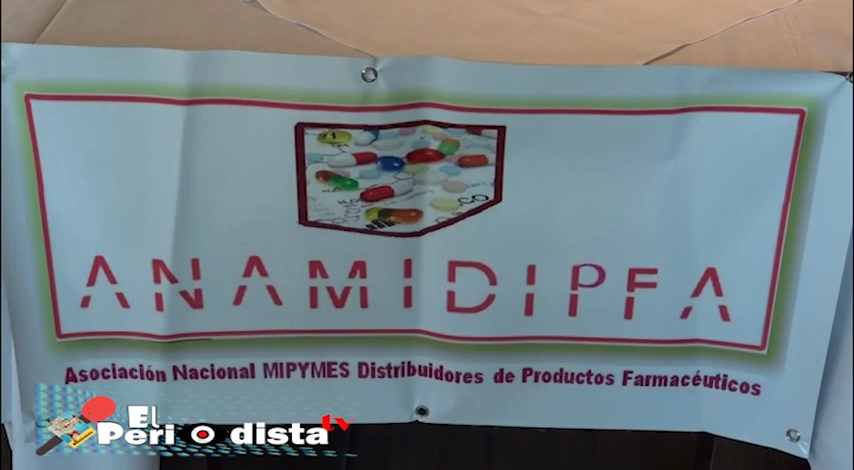 ANAMIDIPFA
Asociación Nacional MIPYMES Distribuidores de Productos Farmacéuticos
El
Periodista tv